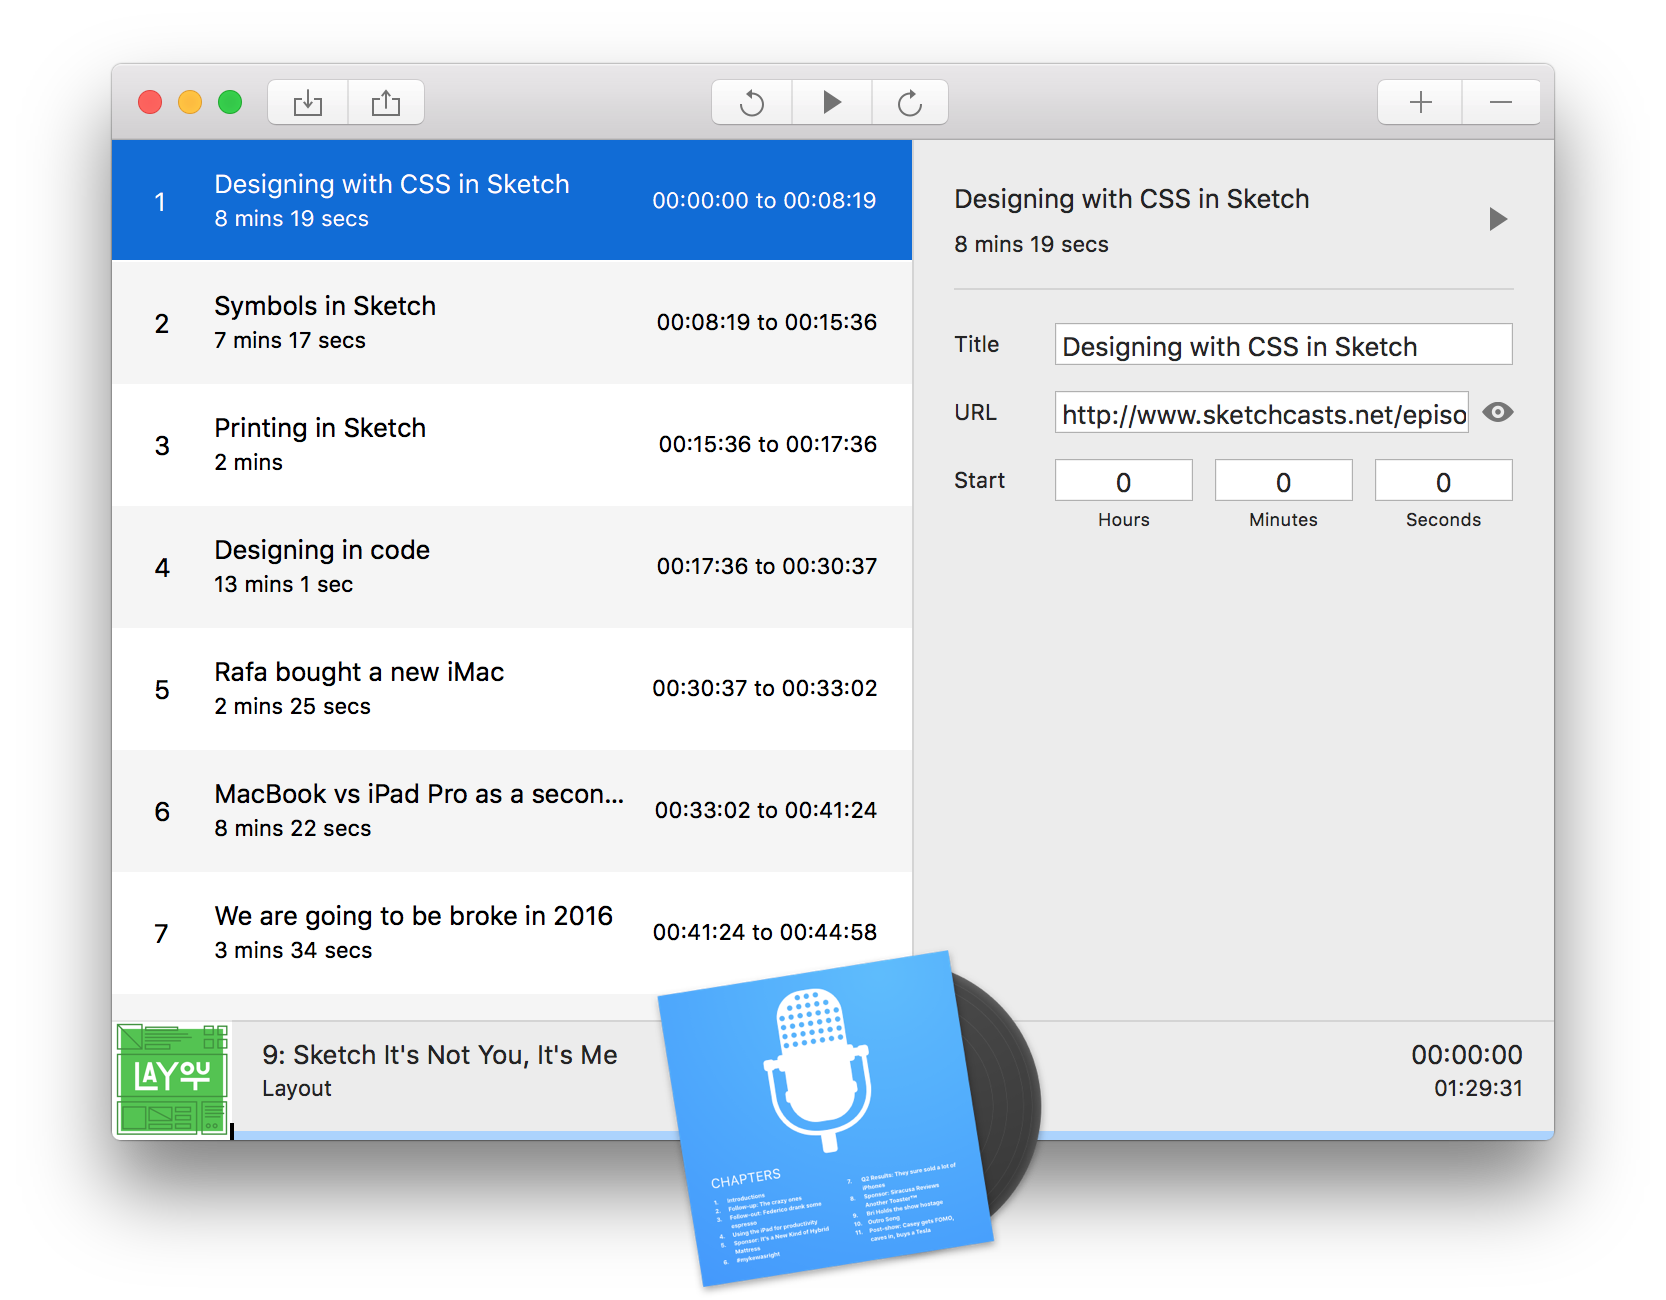 1
Designing with CSS in Sketch
8 mins 19 secs
00:00:00 to 00:08:19
2
Symbols in Sketch
7 mins 17 secs
00:08:19 to 00:15:36
3
Printing in Sketch
2 mins
00:15:36 to 00:17:36
4
Designing in code
13 mins 1 sec
00:17:36 to 00:30:37
5
Rafa bought a new iMac
2 mins 25 secs
00:30:37 to 00:33:02
6
MacBook vs iPad Pro as a secon...
8 mins 22 secs
00:33:02 to 00:41:24
7
We are going to be broke in 2016
3 mins 34 secs
00:41:24 to 00:44:58
Designing with CSS in Sketch
8 mins 19 secs
Title
Designing with CSS in Sketch
URL
http://www.sketchcasts.net/episo
Start
0
0
0
Hours
Minutes
Seconds
LAYOUT
9: Sketch It's Not You, It's Me
Layout
00:00:00
01:29:31
CHAPTERS
1. Introductions
2. Follow-up: The crazy ones
3. Follow-out: Federico drank some
espresso
4. Using the iPad for productivity
5. Sponsor: It's a New Kind of Hybrid
Mattress
6. #mykewasright
7. Q2 Results: They sure sold a lot of
iPhones
8. Sponsor: Siracusa Reviews
Another Toaster™
9. Bri Holds the show hostage
10. Outro Song
11. Post-show: Casey gets FOMO,
caves in, buys a Tesla